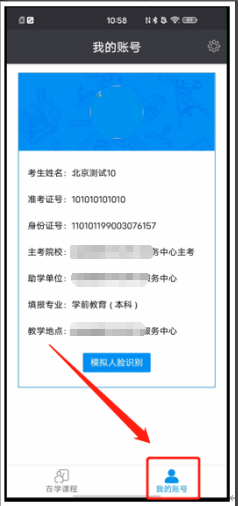 10:58
我的账号
考生姓名：北京测试10
准考证号：101010101010
身份证号：110101199003076157
主考院校：服务中心主考
助学单位：服务中心
填报专业：学前教育（本科）
教学地点：服务中心
模拟人脸识别
在学课程
我的账号